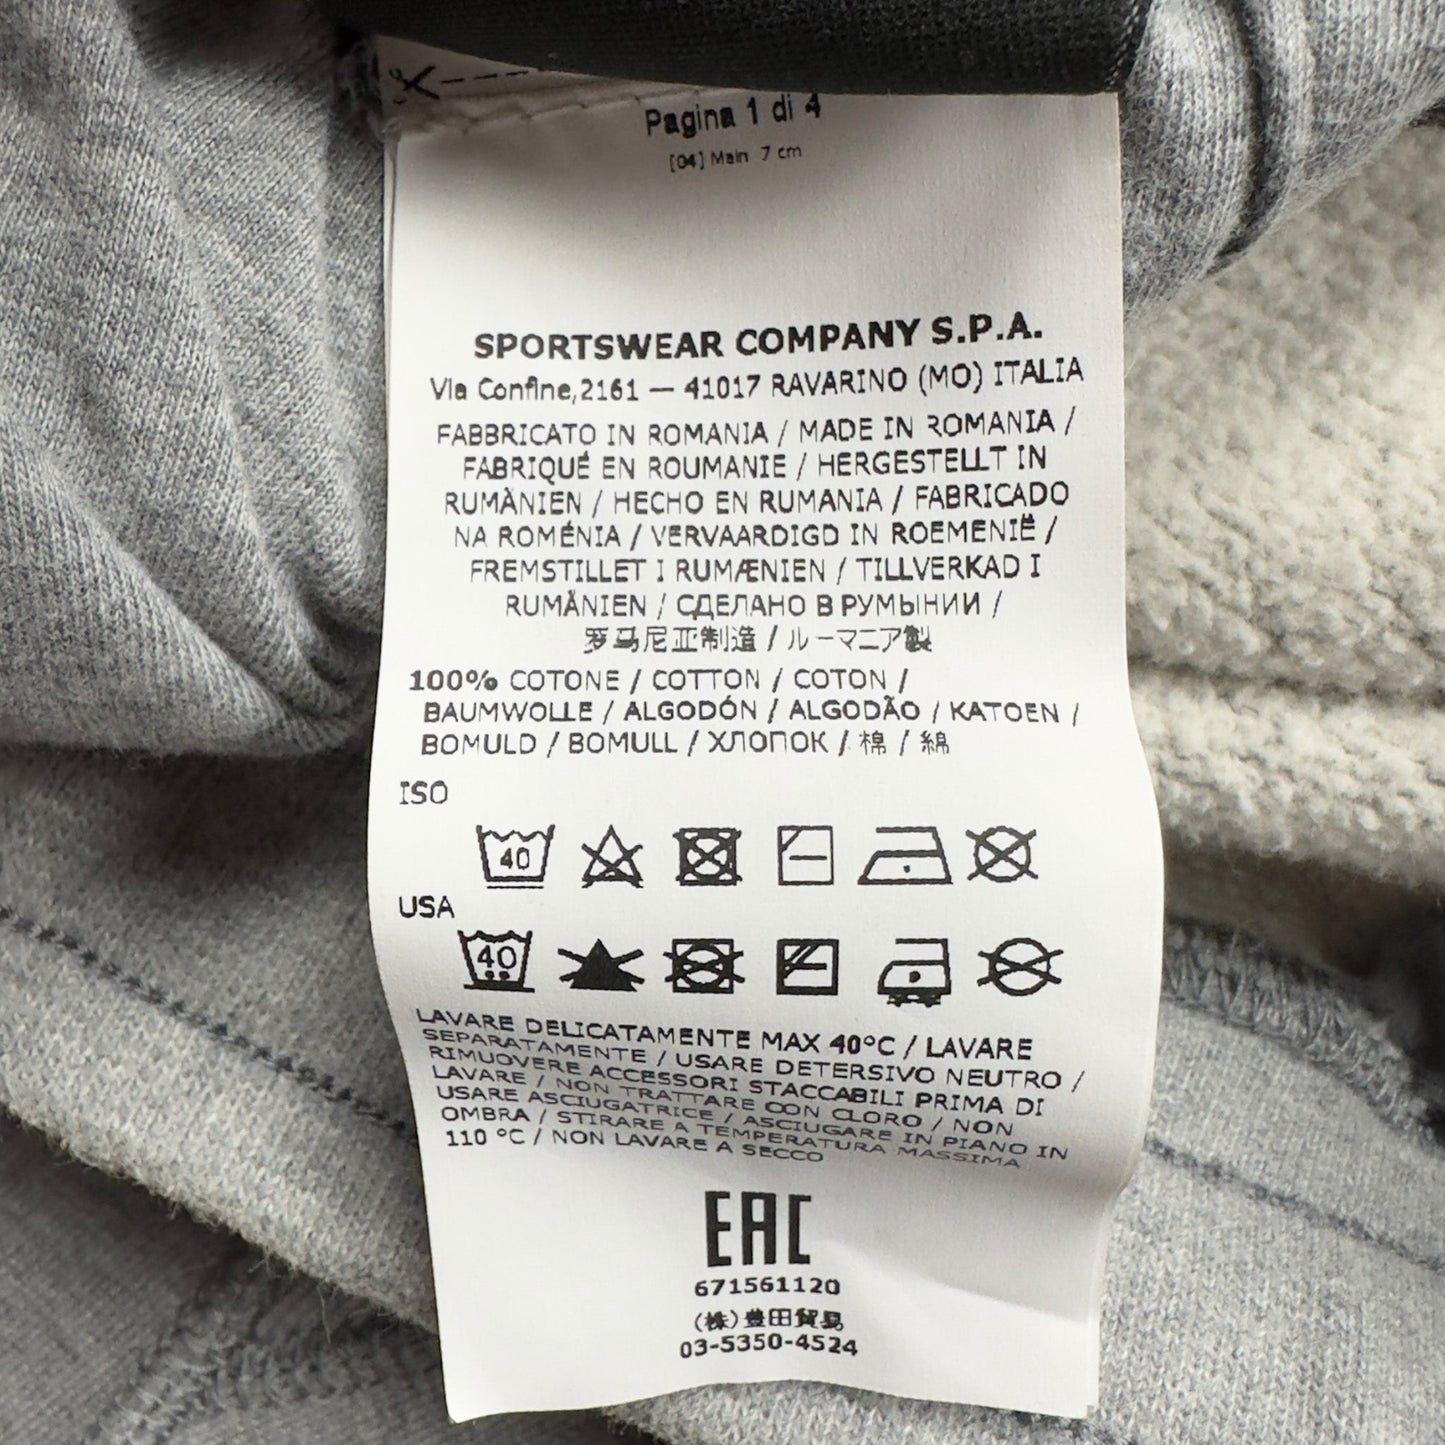 Pagina 1 di 4
[04] Main 7 cm
SPORTSWEAR COMPANY S.P.A.
Via Confine,2161 — 41017 RAVARINO (MO) ITALIA
FABBRICATO IN ROMANIA / MADE IN ROMANIA /
FABRIQUÉ EN ROUMANIE / HERGESTELLT IN
RUMÄNIEN / HECHO EN RUMANIA / FABRICADO
NA ROMÉNIA / VERVAARDIGD IN ROEMENIË /
FREMSTILLET I RUMÆNIEN / TILLVERKAD I
RUMÄNIEN / СДЕЛАНО В РУМЫНИИ /
罗马尼亚制造 / ルーマニア製
100% COTONE / COTTON / COTON /
BAUMWOLLE / ALGODÓN / ALGODÃO / KATOEN /
BOMULD / BOMULL / ХЛОПОК / 棉 / 綿
ISO
40
USA
40
LAVARE DELICATAMENTE MAX 40°C / LAVARE
SEPARATAMENTE / USARE DETERSIVO NEUTRO /
RIMUOVERE ACCESSORI STACCABILI PRIMA DI
LAVARE / NON TRATTARE CON CLORO / NON
USARE ASCIUGATRICE / ASCIUGARE IN PIANO IN
OMBRA / STIRARE A TEMPERATURA MASSIMA
110 °C / NON LAVARE A SECCO
EAC
671561120
(株)豊田貿易
03-5350-4524